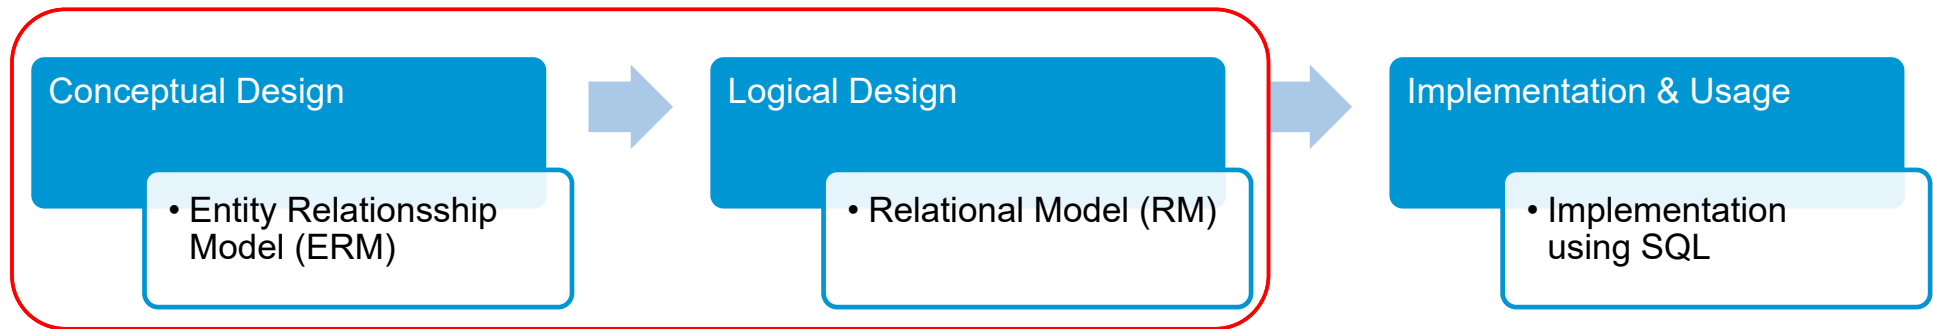 Conceptual Design
• Entity Relationsship
Model (ERM)
Logical Design
• Relational Model (RM)
Implementation & Usage
• Implementation
using SQL